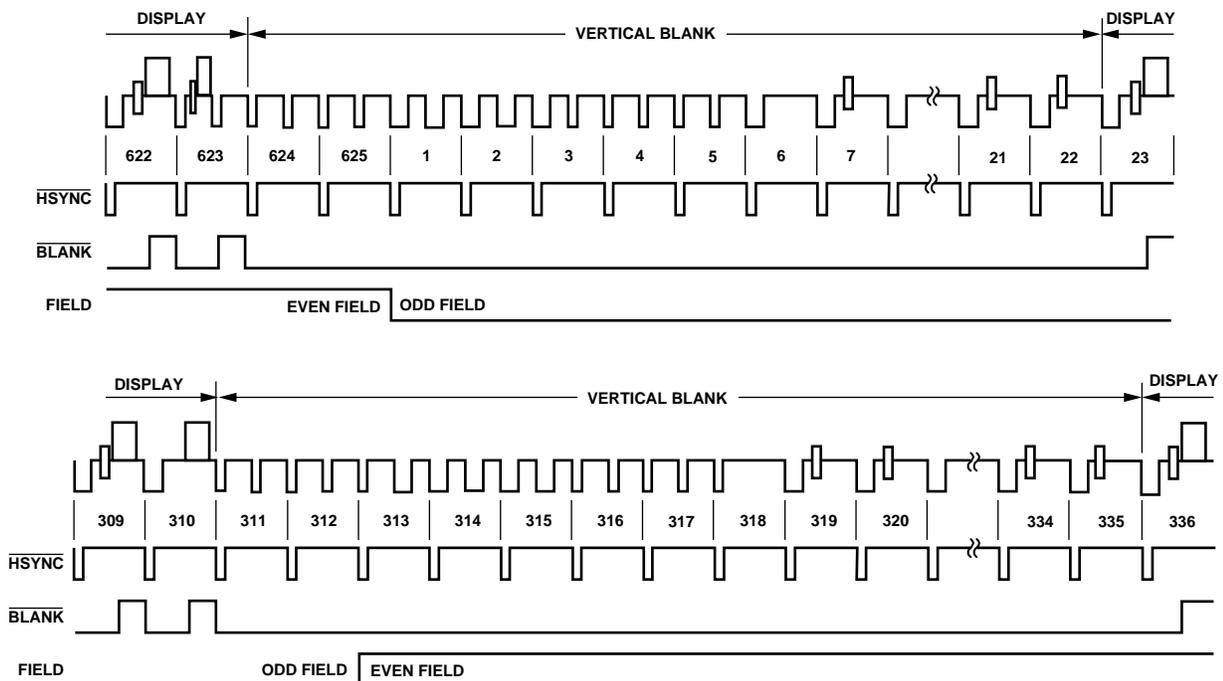 DISPLAY VERTICAL BLANK DISPLAY
622 623 624 625 1 2 3 4 5 6 7 21 22 23
HSYNC
BLANK
FIELD EVEN FIELD ODD FIELD
DISPLAY VERTICAL BLANK DISPLAY
309 310 311 312 313 314 315 316 317 318 319 320 334 335 336
HSYNC
BLANK
FIELD ODD FIELD EVEN FIELD